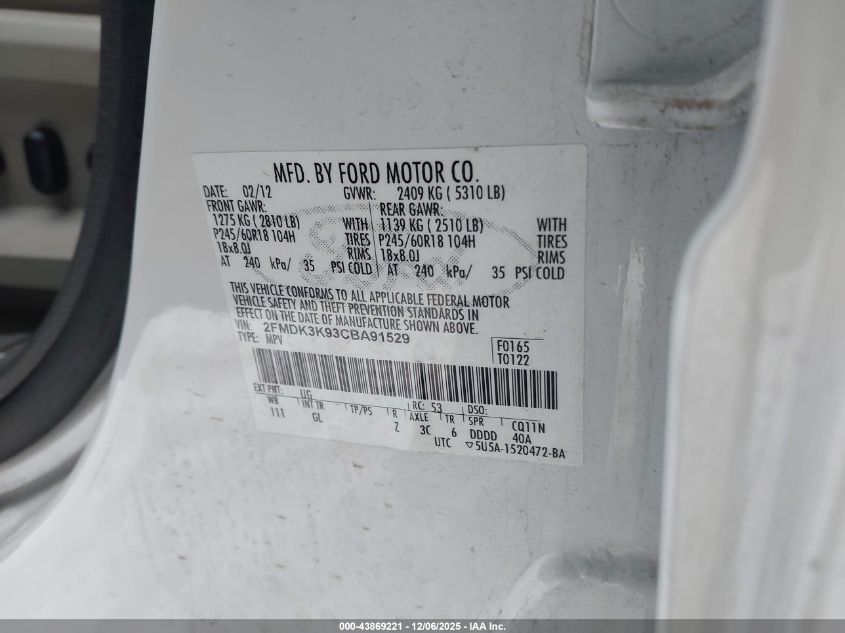 MFD. BY FORD MOTOR CO.
DATE: 02/12 GVWR: 2409 KG ( 5310 LB)
FRONT GAWR: REAR GAWR:
1275 KG ( 2810 LB) WITH 1139 KG ( 2510 LB) WITH
P245/60R18 104H TIRES P245/60R18 104H TIRES
18x8.0J RIMS 18x8.0J RIMS
AT 240 kPa/ 35 PSI COLD AT 240 kPa/ 35 PSI COLD
THIS VEHICLE CONFORMS TO ALL APPLICABLE FEDERAL MOTOR
VEHICLE SAFETY AND THEFT PREVENTION STANDARDS IN
EFFECT ON THE DATE OF MANUFACTURE SHOWN ABOVE.
VIN: 2FMDK3K93CBA91529
TYPE: MPV
F0165
T0122
EXT PNT: UG RC: 53 DSO:
WB INT TR TP/PS R AXLE TR SPR CQ11N
111 GL Z 3C 6 DDDD 40A
UTC ▽5U5A-1520472-BA
000-43869221 | 12/06/2025 | IAA Inc.